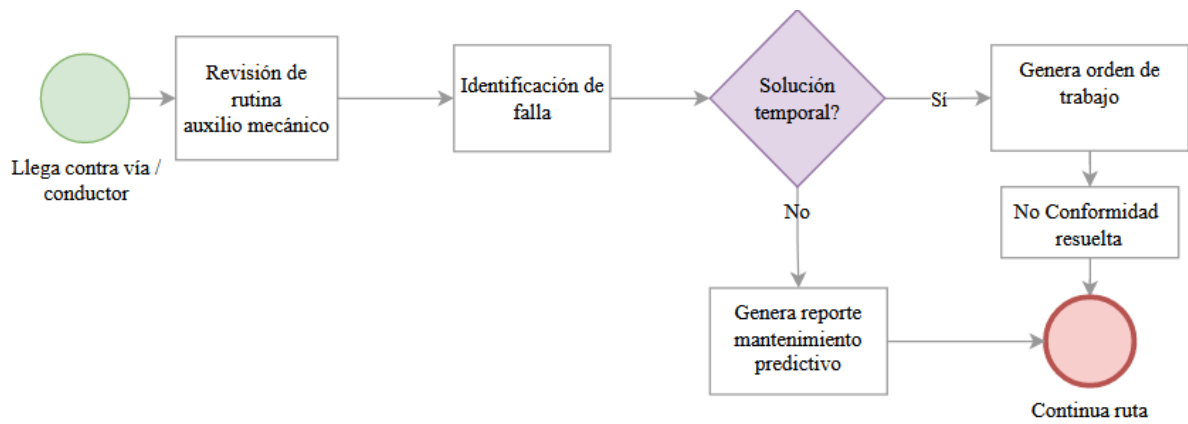 Llega contra vía /
conductor
Revisión de
rutina
auxilio mecánico
Identificación de
falla
Solución
temporal?
Sí
Genera orden de
trabajo
No Conformidad
resuelta
No
Genera reporte
mantenimiento
predictivo
Continua ruta